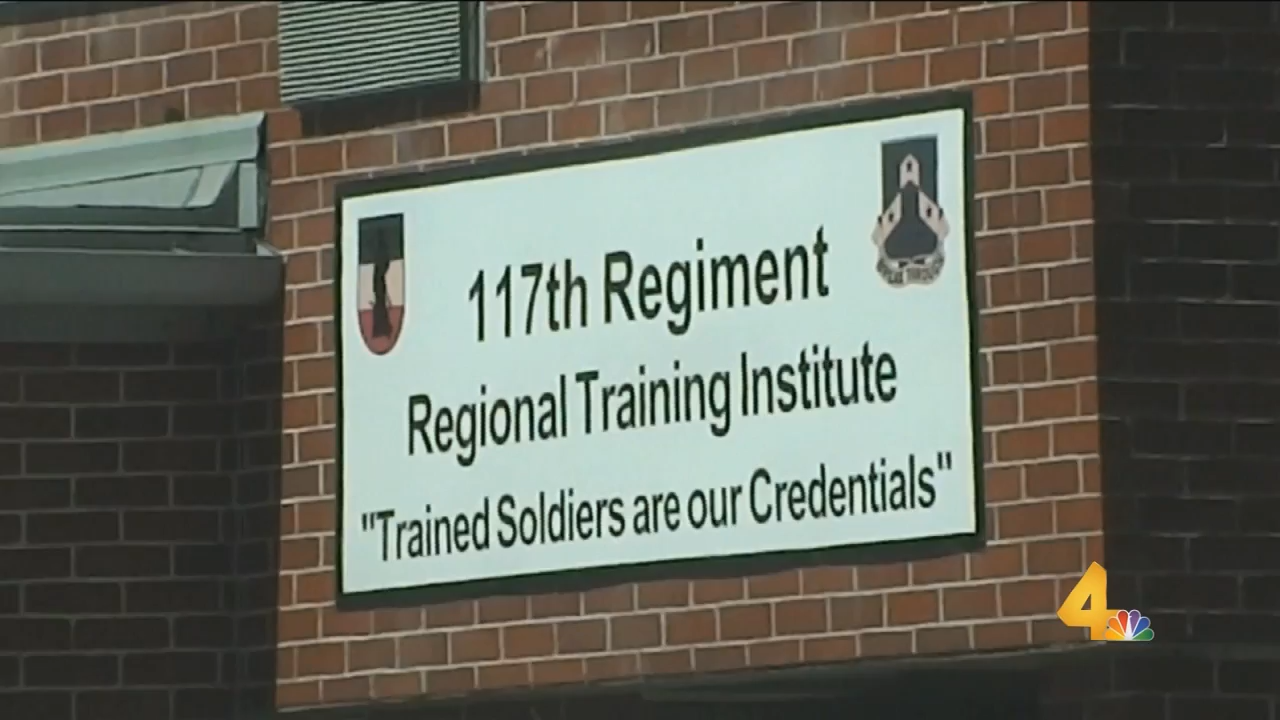 117th Regiment
Regional Training Institute
"Trained Soldiers are our Credentials"
4